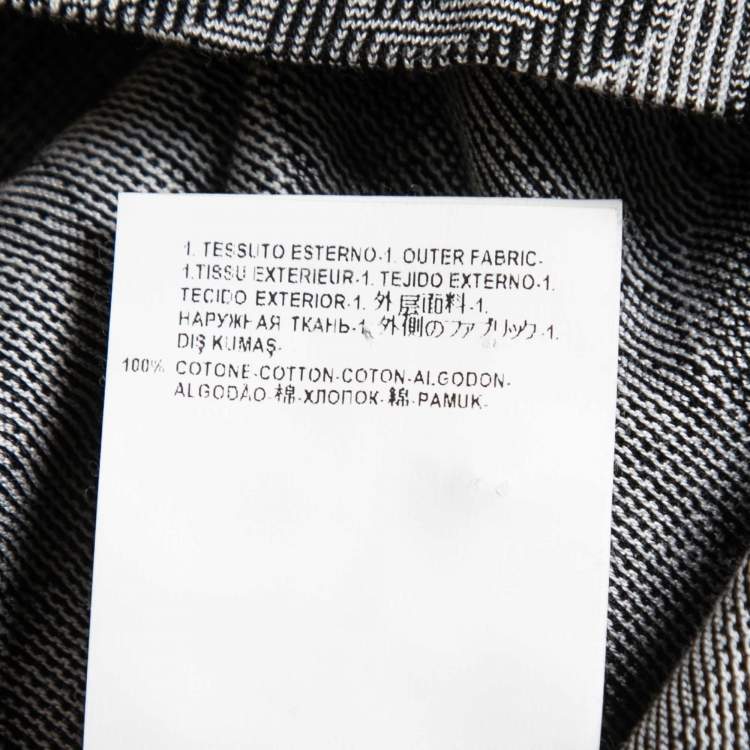 1. TESSUTO ESTERNO-1. OUTER FABRIC-
1.TISSU EXTERIEUR-1. TEJIDO EXTERNO-1.
TECIDO EXTERIOR-1. 外层面料-1.
НАРУЖНАЯ ТКАНЬ-1. 外側のファブリック-1.
DIŞ KUMAŞ-
100% COTONE-COTTON-COTON-ALGODON-
ALGODÃO-棉-ХЛОПОК-綿-PAMUK-